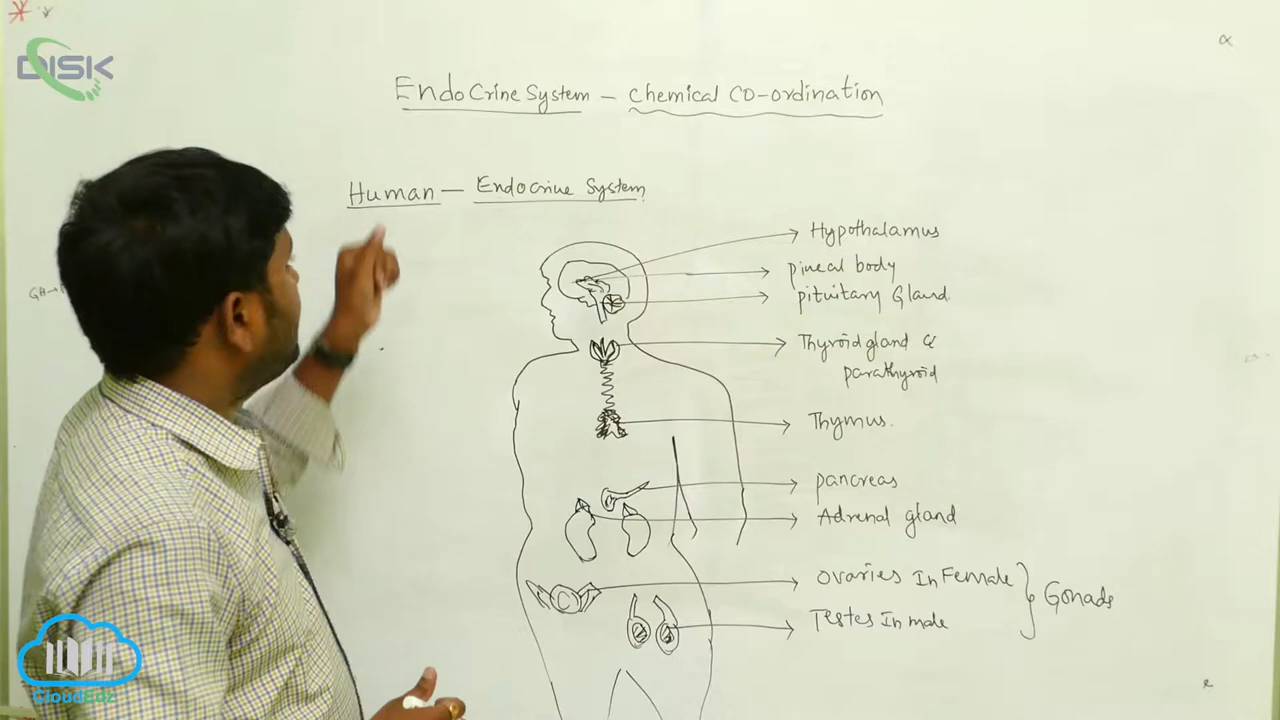 DISK
EndoCrine System – chemical CO-ordination
Human – Endocrine System
Hypothalamus
pineal body
pituitary Gland
Thyroid gland &
parathyroid
Thymus.
pancreas
Adrenal gland
Ovaries In Female
Testes In male
Gonads
CloudEdz